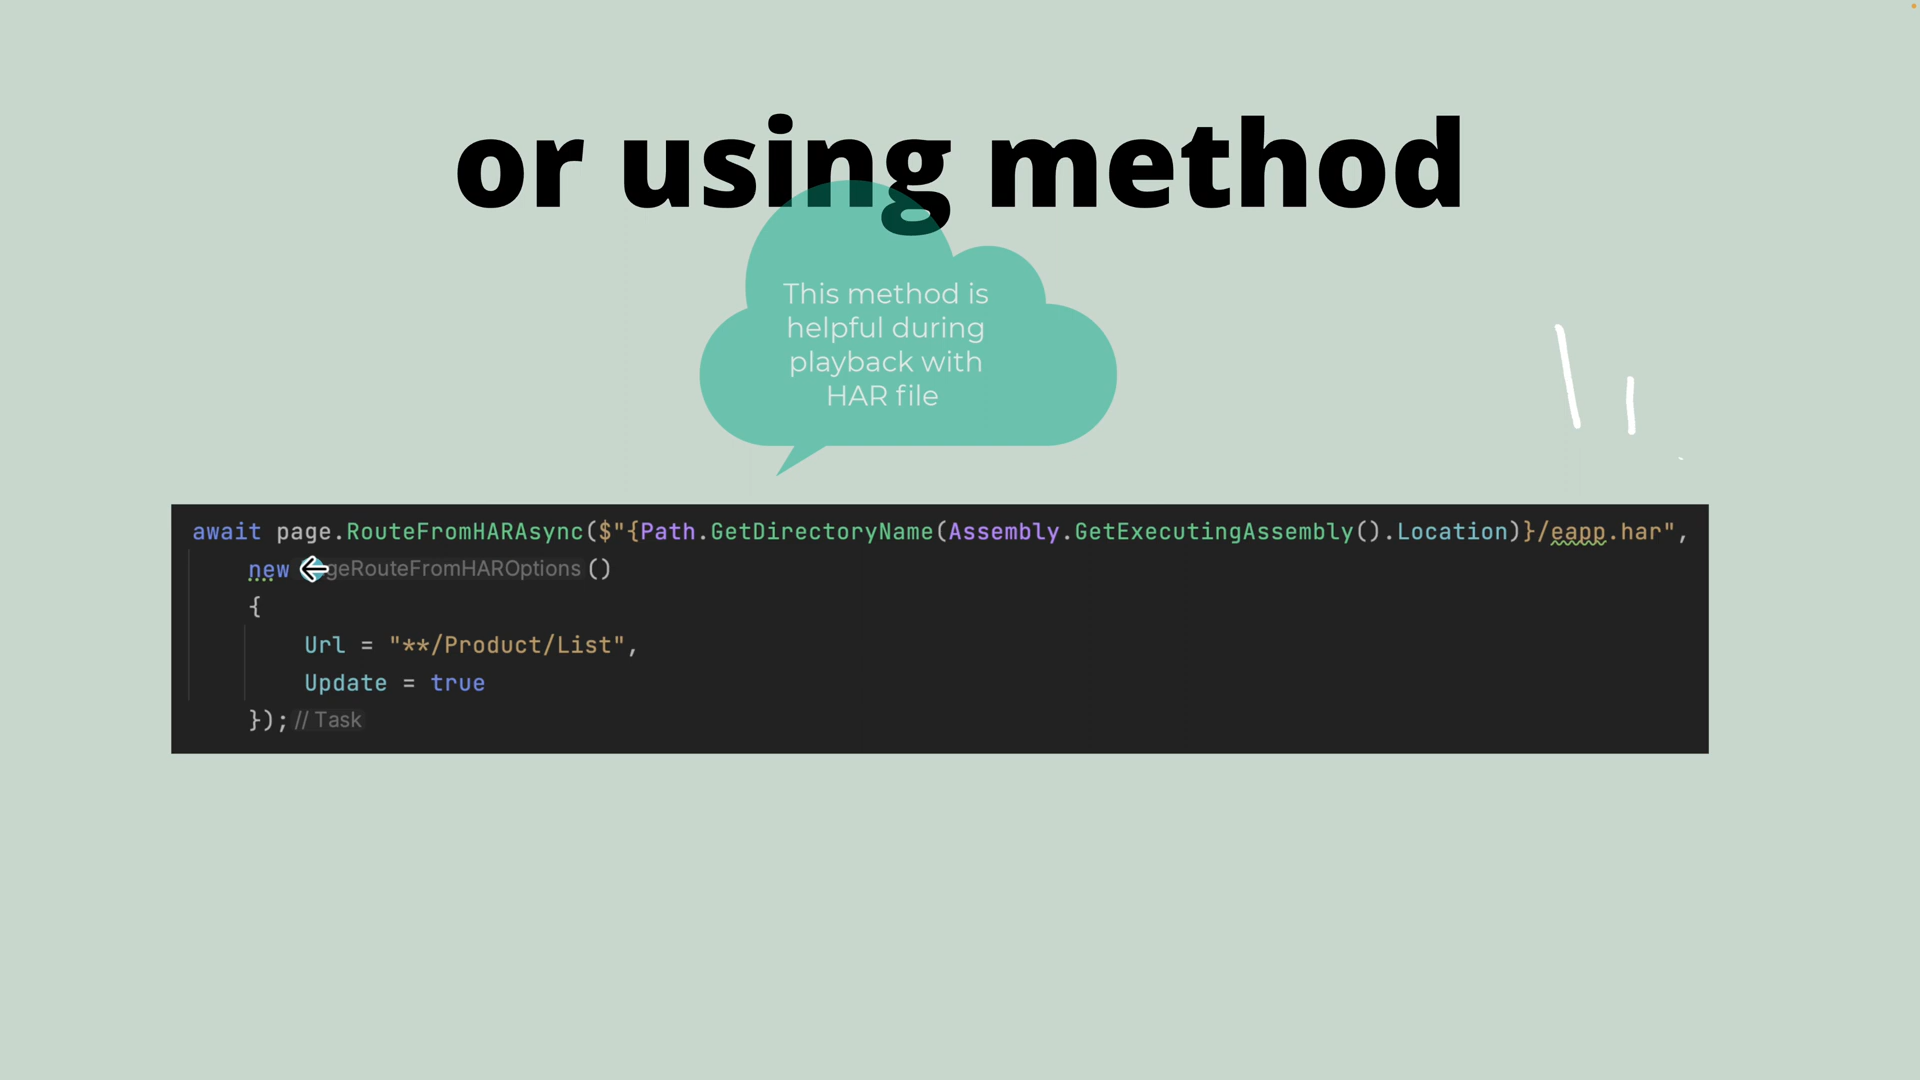 or using method
This method is
helpful during
playback with
HAR file
await page.RouteFromHARAsync($"{Path.GetDirectoryName(Assembly.GetExecutingAssembly().Location)}/eapp.har",
new geRouteFromHAROptions ()
{
Url = "**/Product/List",
Update = true
}); // Task